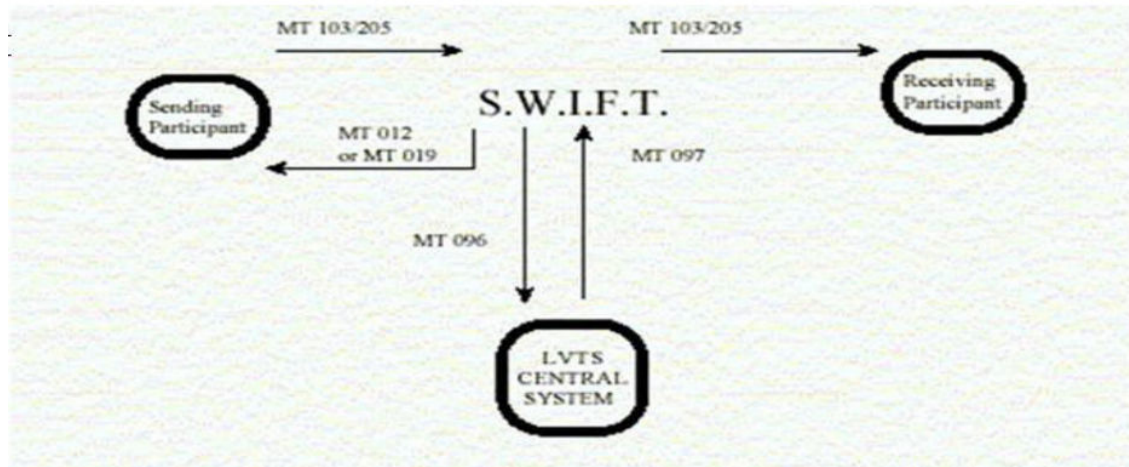 MT 103/205
MT 103/205
Sending
Participant
S.W.I.F.T.
Receiving
Participant
MT 012
or MT 019
MT 097
MT 096
LVTS
CENTRAL
SYSTEM